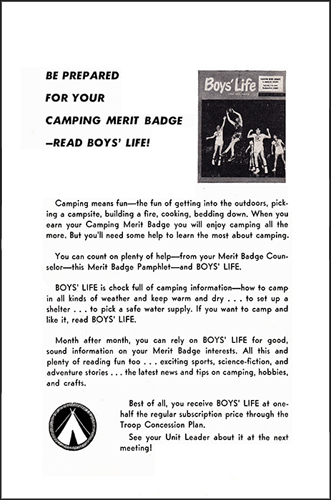 BE PREPARED
FOR YOUR
CAMPING MERIT BADGE
—READ BOYS' LIFE!
Boys' Life
Camping means fun—the fun of getting into the outdoors, pick-
ing a campsite, building a fire, cooking, bedding down. When you
earn your Camping Merit Badge you will enjoy camping all the
more. But you'll need some help to learn the most about camping.
You can count on plenty of help—from your Merit Badge Coun-
selor—this Merit Badge Pamphlet—and BOYS' LIFE.
BOYS' LIFE is chock full of camping information—how to camp
in all kinds of weather and keep warm and dry . . . to set up a
shelter . . . to pick a safe water supply. If you want to camp and
like it, read BOYS' LIFE.
Month after month, you can rely on BOYS' LIFE for good,
sound information on your Merit Badge interests. All this and
plenty of reading fun too . . . exciting sports, science-fiction, and
adventure stories . . . the latest news and tips on camping, hobbies,
and crafts.
Best of all, you receive BOYS' LIFE at one-
half the regular subscription price through the
Troop Concession Plan.
See your Unit Leader about it at the next
meeting!